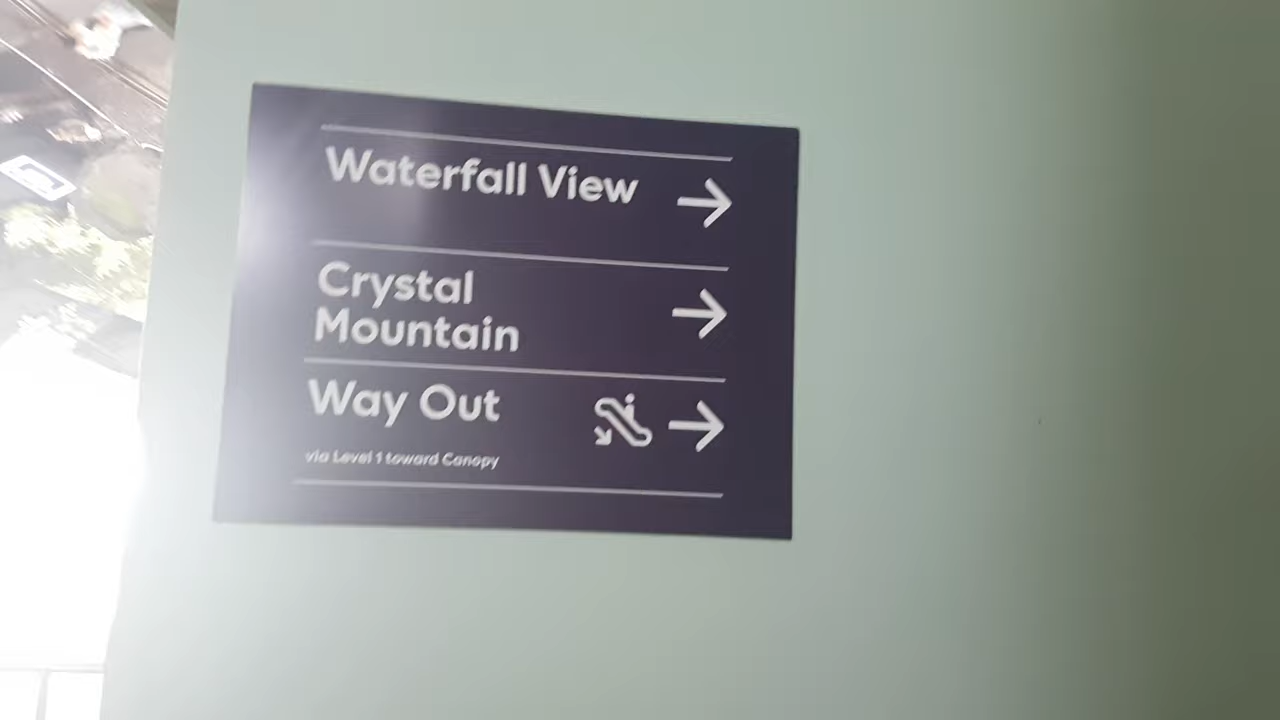 Waterfall View
Crystal
Mountain
Way Out
via Level 1 toward Canopy